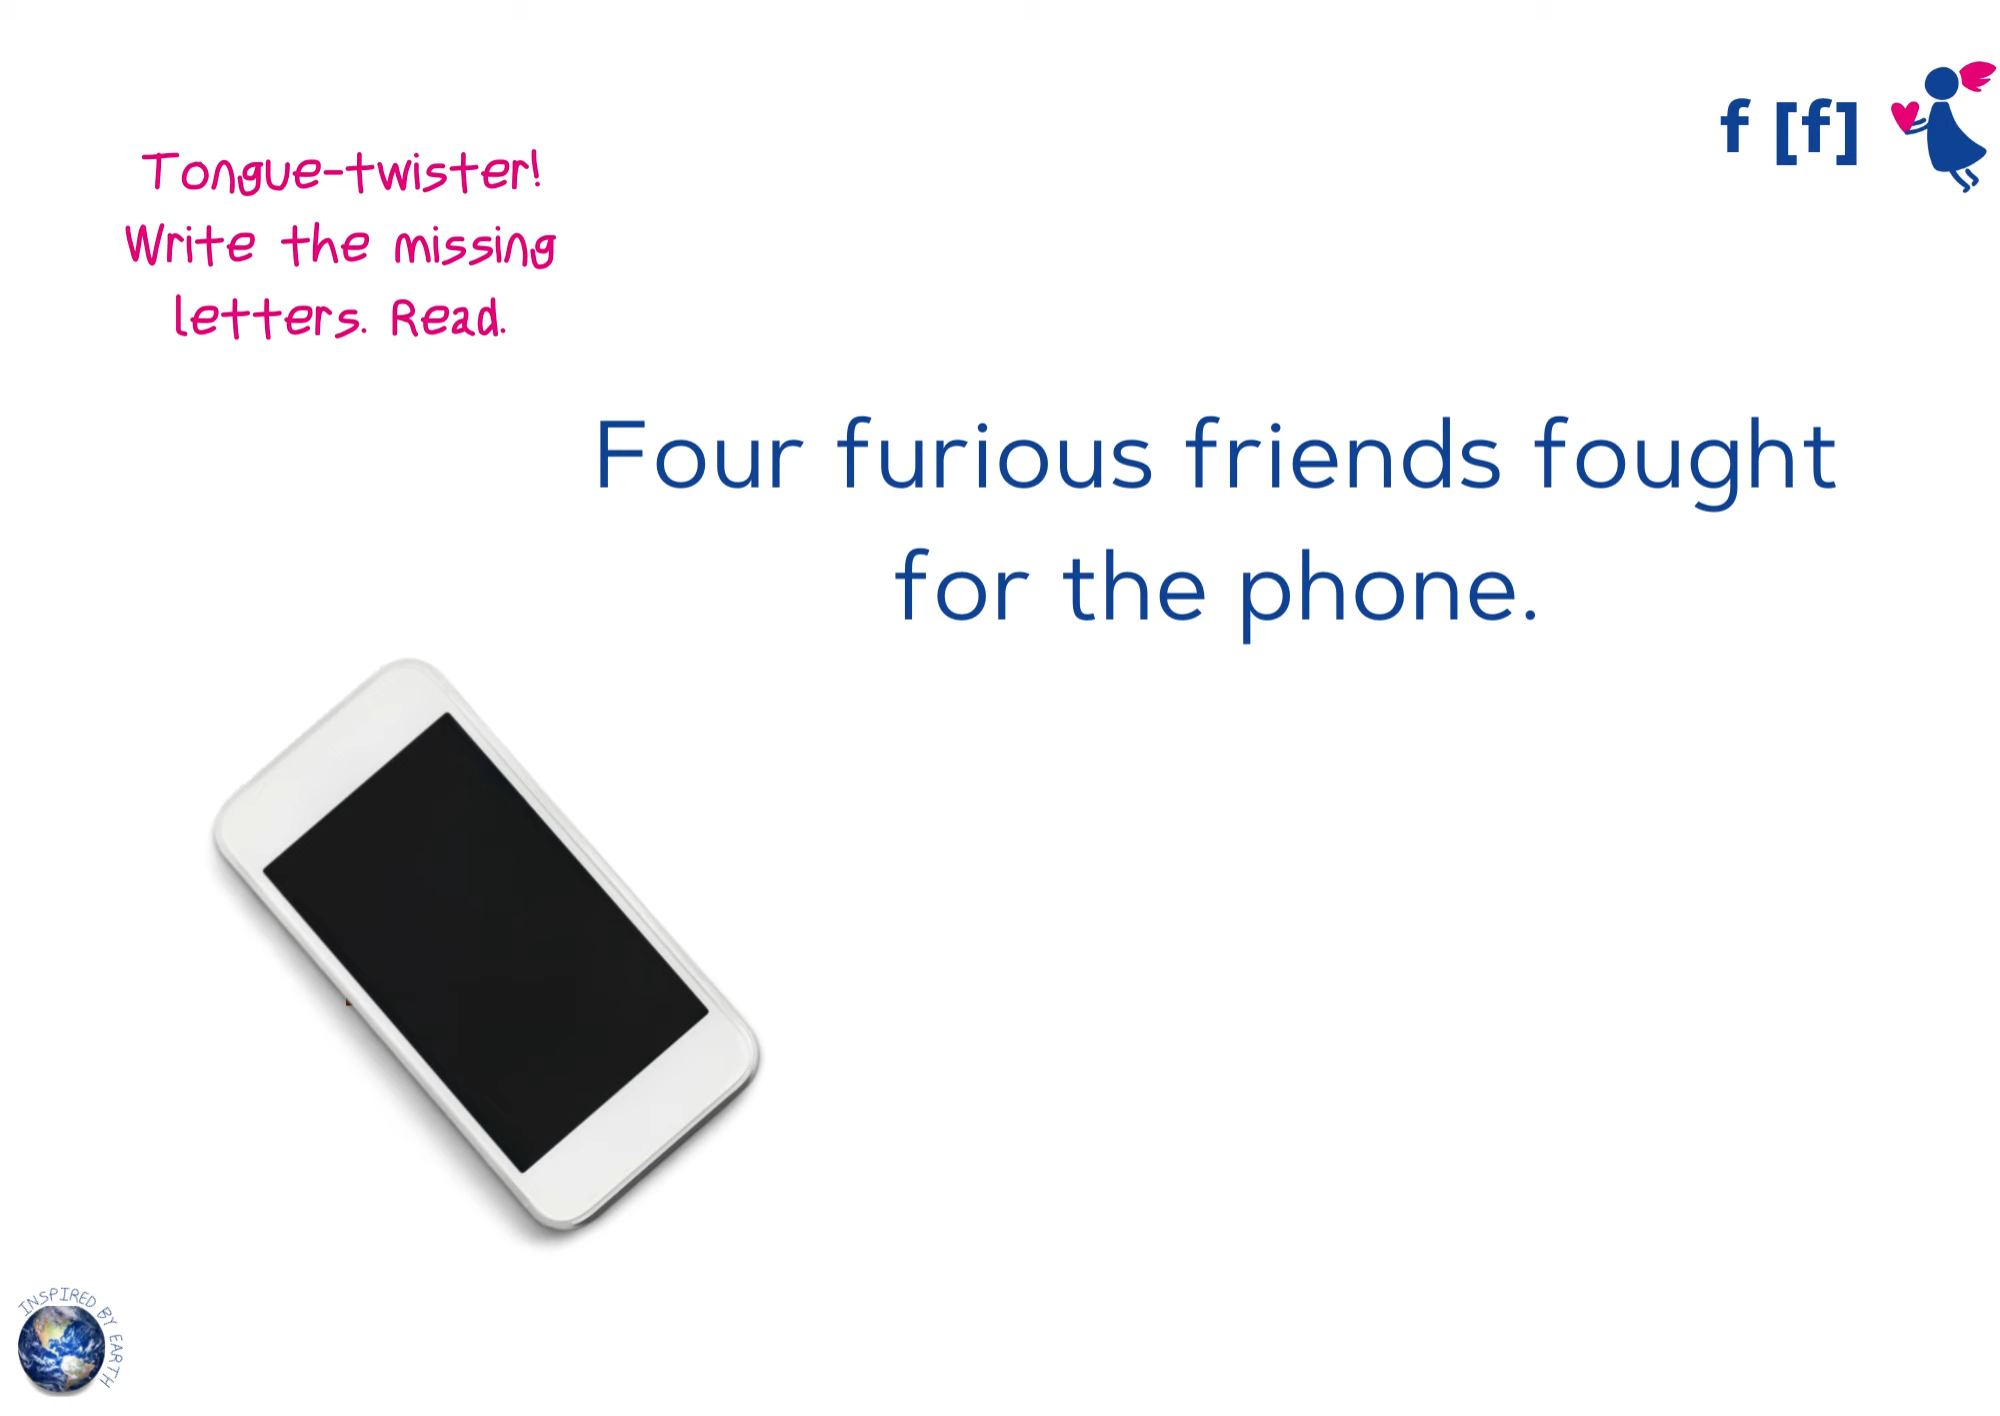 f [f]
Tongue-twister!
Write the missing
letters. Read.
Four furious friends fought
for the phone.
INSPIRED BY EARTH